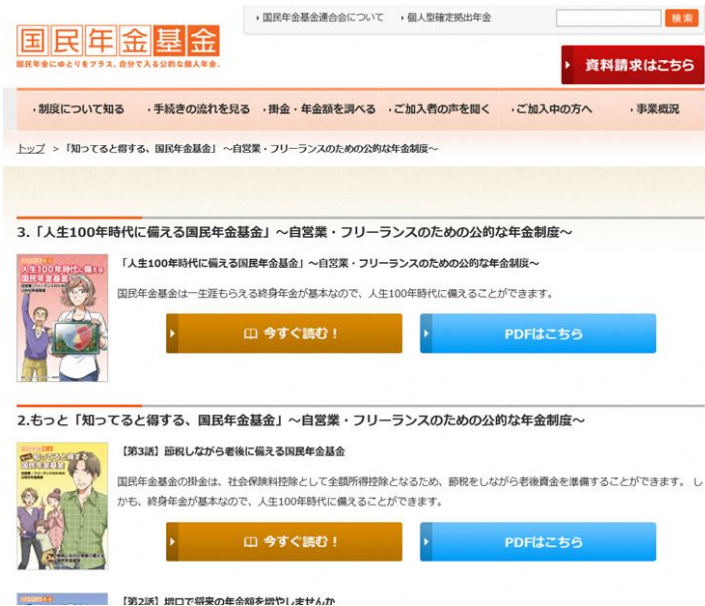 ・国民年金基金連合会について ・個人型確定拠出年金
検索
国民年金基金
国民年金にゆとりをプラス、自分で入る公的な個人年金。
資料請求はこちら
・制度について知る ・手続きの流れを見る ・掛金・年金額を調べる ・ご加入者の声を聞く ・ご加入中の方へ ・事業概況
トップ > 「知ってると得する、国民年金基金」 ～自営業・フリーランスのための公的な年金制度～
3.「人生100年時代に備える国民年金基金」～自営業・フリーランスのための公的な年金制度～
人生100年時代に備える
国民年金基金
「人生100年時代に備える国民年金基金」～自営業・フリーランスのための公的な年金制度～
国民年金基金は一生涯もらえる終身年金が基本なので、人生100年時代に備えることができます。
今すぐ読む！
PDFはこちら
2.もっと「知ってると得する、国民年金基金」～自営業・フリーランスのための公的な年金制度～
知ってると得する
国民年金基金
【第3話】節税しながら老後に備える国民年金基金
国民年金基金の掛金は、社会保険料控除として全額所得控除となるため、節税をしながら老後資金を準備することができます。 し
かも、終身年金が基本なので、人生100年時代に備えることができます。
今すぐ読む！
PDFはこちら
【第2話】増口で将来の年金額を増やしませんか